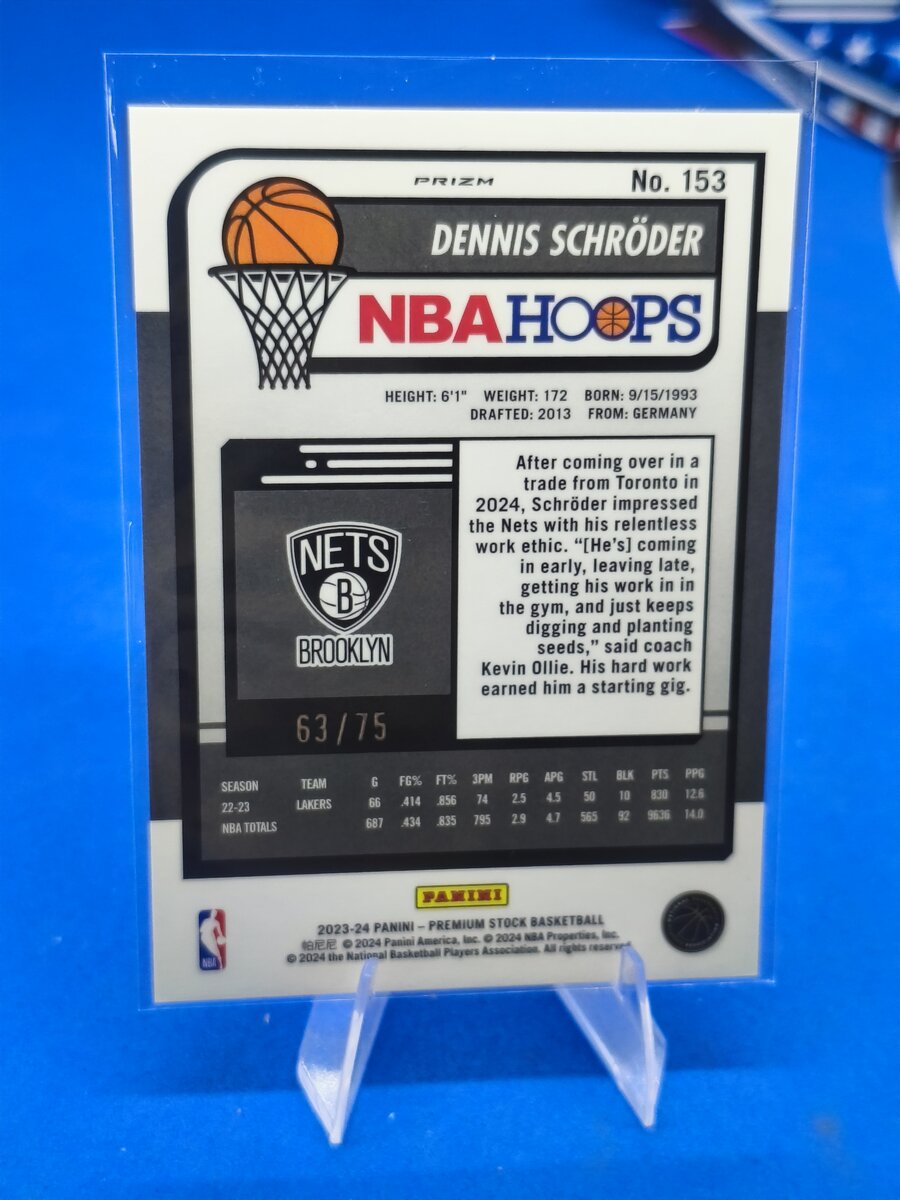 PRIZM
No. 153
DENNIS SCHRÖDER
NBA HOOPS
HEIGHT: 6'1" WEIGHT: 172 BORN: 9/15/1993
DRAFTED: 2013 FROM: GERMANY
After coming over in a
trade from Toronto in
2024, Schröder impressed
the Nets with his relentless
work ethic. “[He’s] coming
in early, leaving late,
getting his work in in
the gym, and just keeps
digging and planting
seeds,” said coach
Kevin Ollie. His hard work
earned him a starting gig.
NETS
B
BROOKLYN
63/75
SEASON TEAM G FG% FT% 3PM RPG APG STL BLK PTS PPG
22-23 LAKERS 66 .414 .856 74 2.5 4.5 50 10 830 12.6
NBA TOTALS 687 .434 .835 795 2.9 4.7 565 92 9636 14.0
PANINI
2023-24 PANINI – PREMIUM STOCK BASKETBALL
帕尼尼 © 2024 Panini America, Inc. © 2024 NBA Properties, Inc.
© 2024 the National Basketball Players Association. All rights reserved
NBA